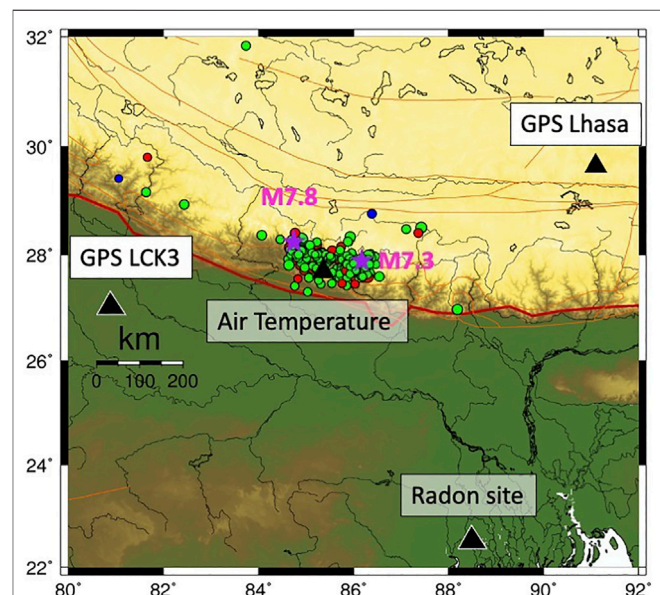 32˚
30˚
28˚
26˚
24˚
22˚
GPS Lhasa
M7.8
M7.3
GPS LCK3
Air Temperature
km
0 100 200
Radon site
80˚ 82˚ 84˚ 86˚ 88˚ 90˚ 92˚